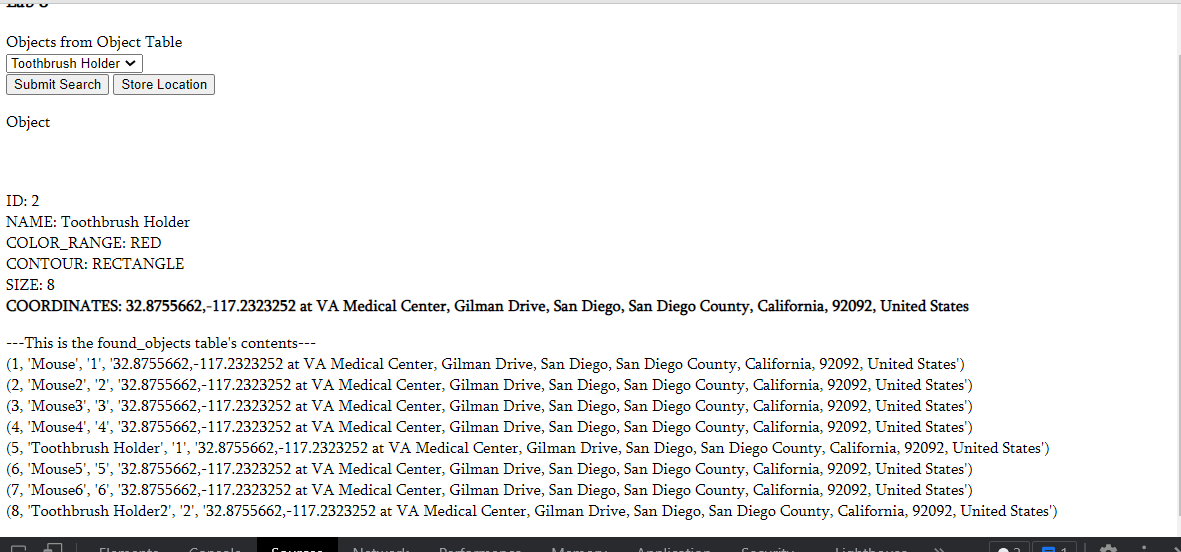 Lab 8
Objects from Object Table
Toothbrush Holder
Submit Search Store Location
Object
ID: 2
NAME: Toothbrush Holder
COLOR_RANGE: RED
CONTOUR: RECTANGLE
SIZE: 8
COORDINATES: 32.8755662,-117.2323252 at VA Medical Center, Gilman Drive, San Diego, San Diego County, California, 92092, United States
---This is the found_objects table's contents---
(1, 'Mouse', '1', '32.8755662,-117.2323252 at VA Medical Center, Gilman Drive, San Diego, San Diego County, California, 92092, United States')
(2, 'Mouse2', '2', '32.8755662,-117.2323252 at VA Medical Center, Gilman Drive, San Diego, San Diego County, California, 92092, United States')
(3, 'Mouse3', '3', '32.8755662,-117.2323252 at VA Medical Center, Gilman Drive, San Diego, San Diego County, California, 92092, United States')
(4, 'Mouse4', '4', '32.8755662,-117.2323252 at VA Medical Center, Gilman Drive, San Diego, San Diego County, California, 92092, United States')
(5, 'Toothbrush Holder', '1', '32.8755662,-117.2323252 at VA Medical Center, Gilman Drive, San Diego, San Diego County, California, 92092, United States')
(6, 'Mouse5', '5', '32.8755662,-117.2323252 at VA Medical Center, Gilman Drive, San Diego, San Diego County, California, 92092, United States')
(7, 'Mouse6', '6', '32.8755662,-117.2323252 at VA Medical Center, Gilman Drive, San Diego, San Diego County, California, 92092, United States')
(8, 'Toothbrush Holder2', '2', '32.8755662,-117.2323252 at VA Medical Center, Gilman Drive, San Diego, San Diego County, California, 92092, United States')
Elements Console Sources Network Performance Memory Application Security Lighthouse